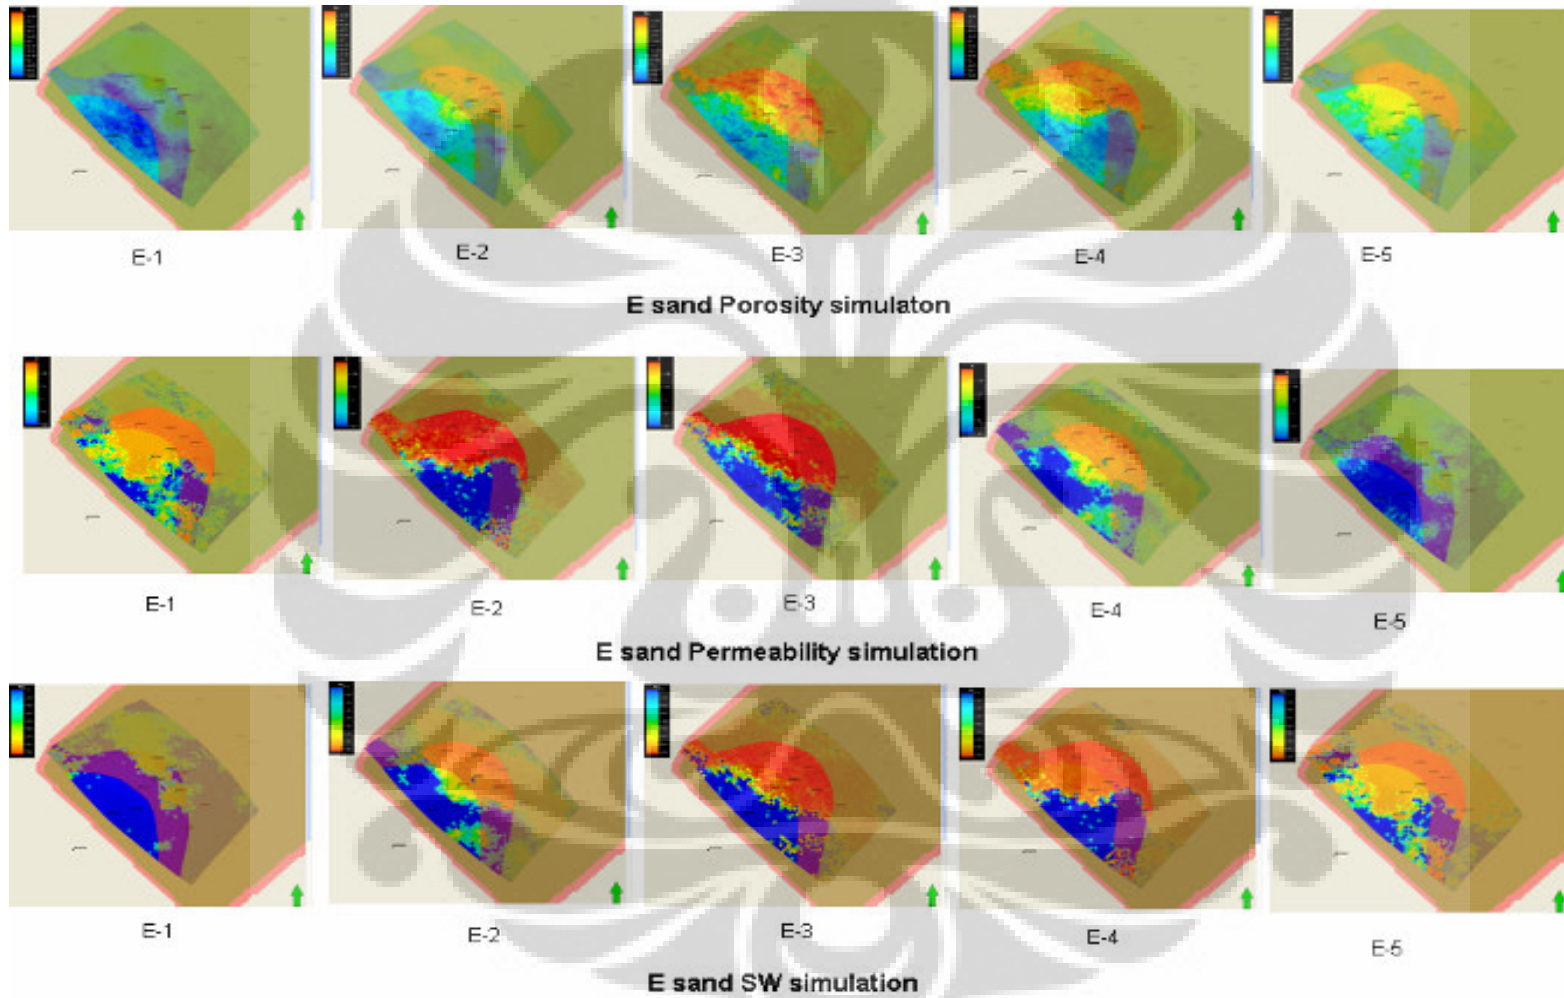 E-1 E-2 E-3 E-4 E-5
E sand Porosity simulaton
E-1 E-2 E-3 E-4 E-5
E sand Permeability simulation
E-1 E-2 E-3 E-4 E-5
E sand SW simulation